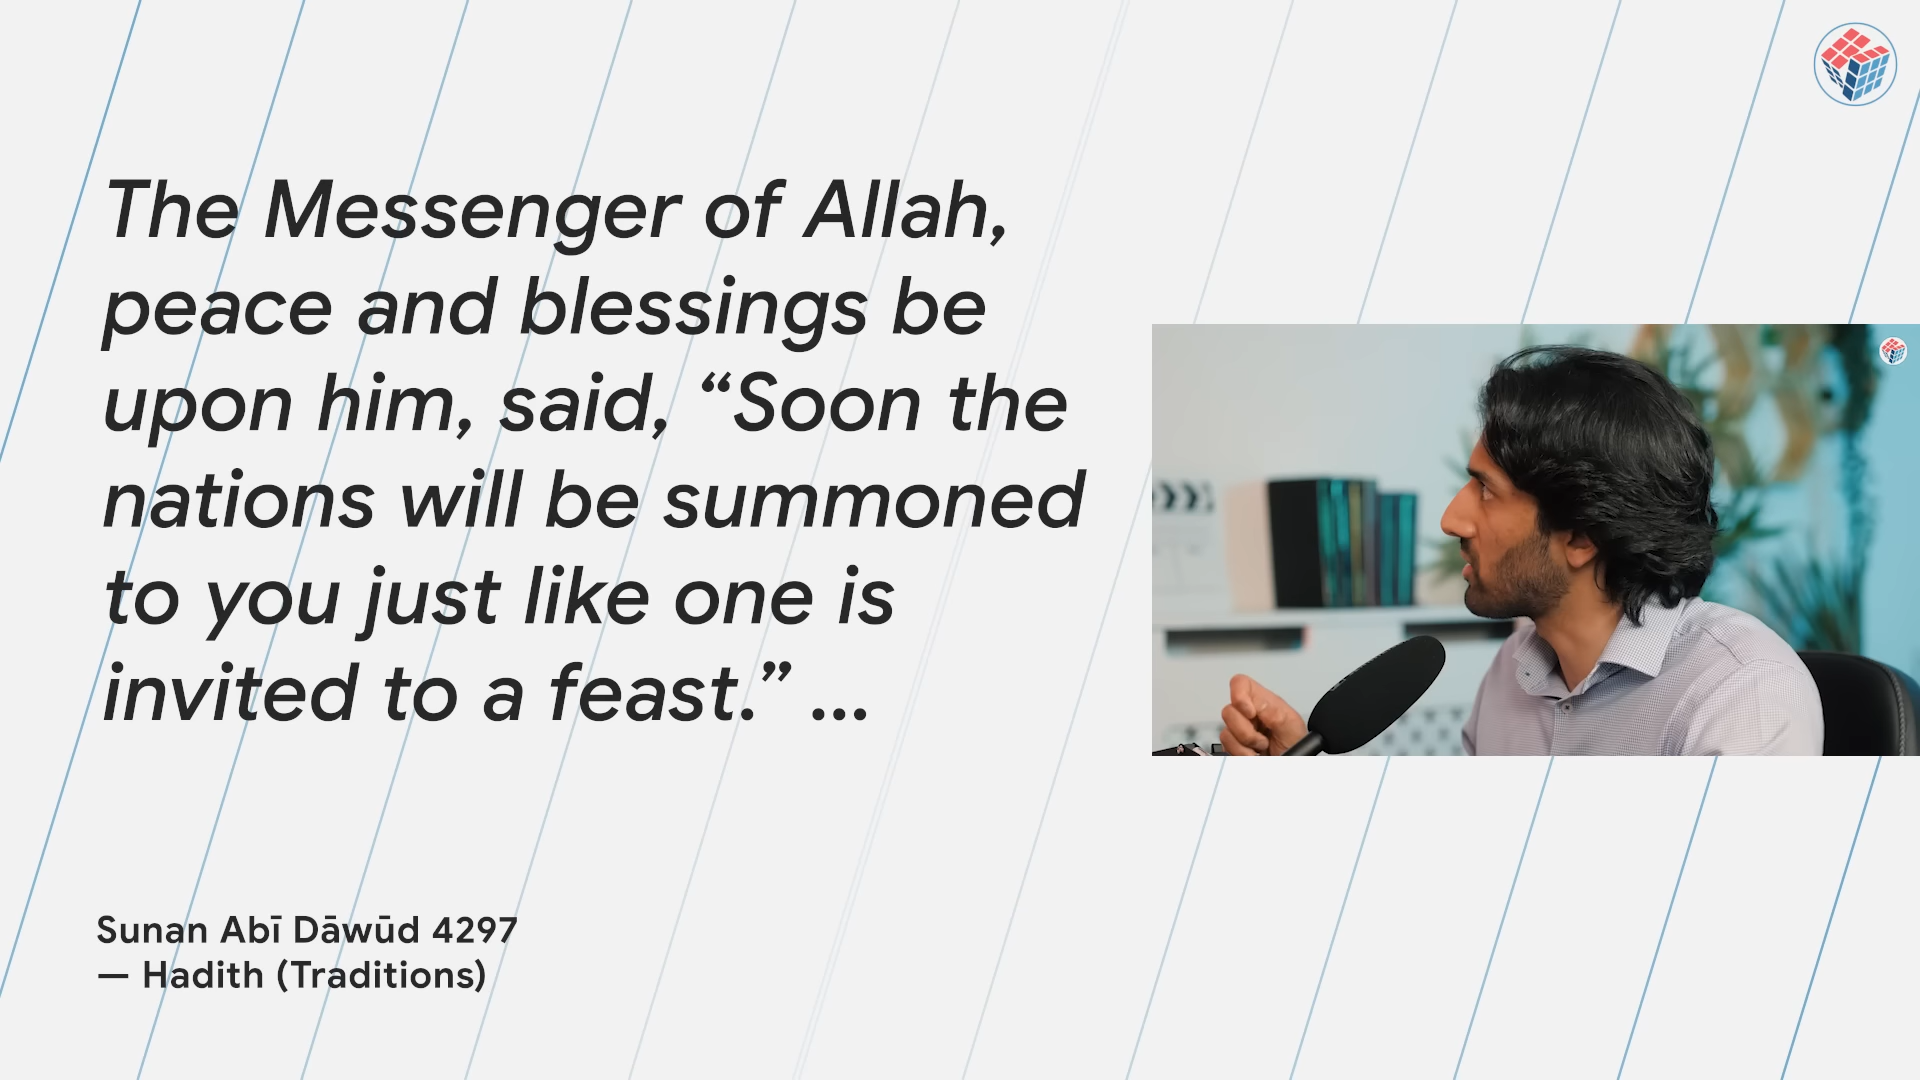 The Messenger of Allah,
peace and blessings be
upon him, said, “Soon the
nations will be summoned
to you just like one is
invited to a feast.” ...
Sunan Abī Dāwūd 4297
— Hadith (Traditions)